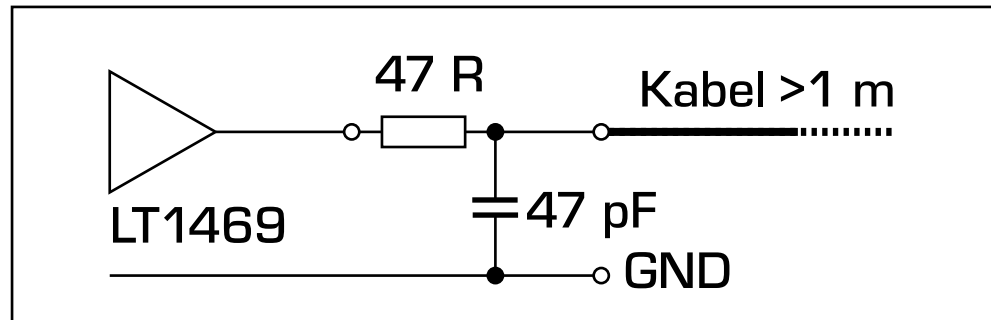 47 R
Kabel >1 m
LT1469
47 pF
GND